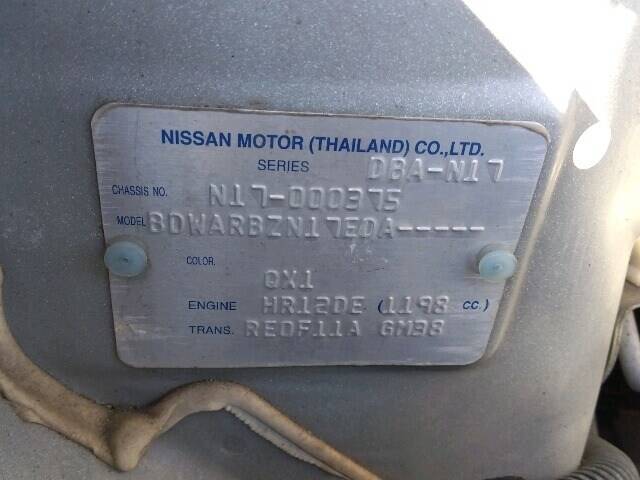 NISSAN MOTOR (THAILAND) CO.,LTD.
SERIES DBA-N17
CHASSIS NO. N17-000375
MODEL BDWARBZN17EDA-----
COLOR
QX1
ENGINE HR12DE (1198 CC.)
TRANS. RE0F11A GM38